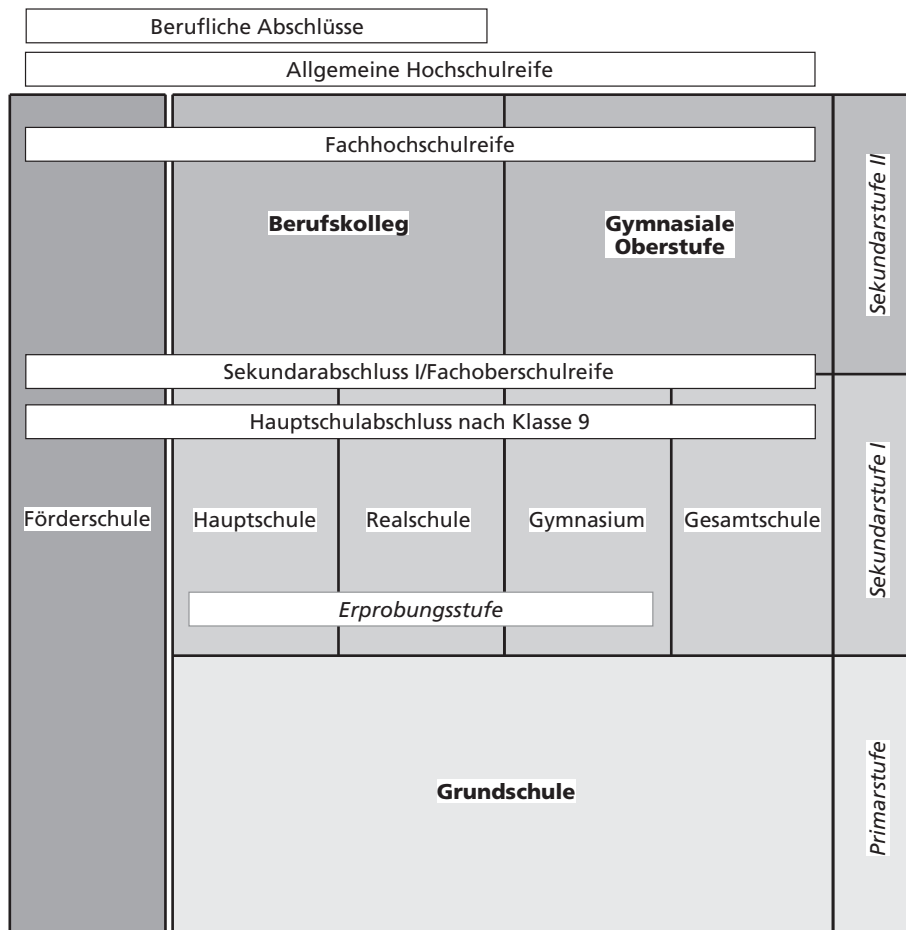 Berufliche Abschlüsse
Allgemeine Hochschulreife
Fachhochschulreife
Berufskolleg
Gymnasiale
Oberstufe
Sekundarstufe II
Sekundarabschluss I/Fachoberschulreife
Hauptschulabschluss nach Klasse 9
Förderschule
Hauptschule
Realschule
Gymnasium
Gesamtschule
Sekundarstufe I
Erprobungsstufe
Grundschule
Primarstufe